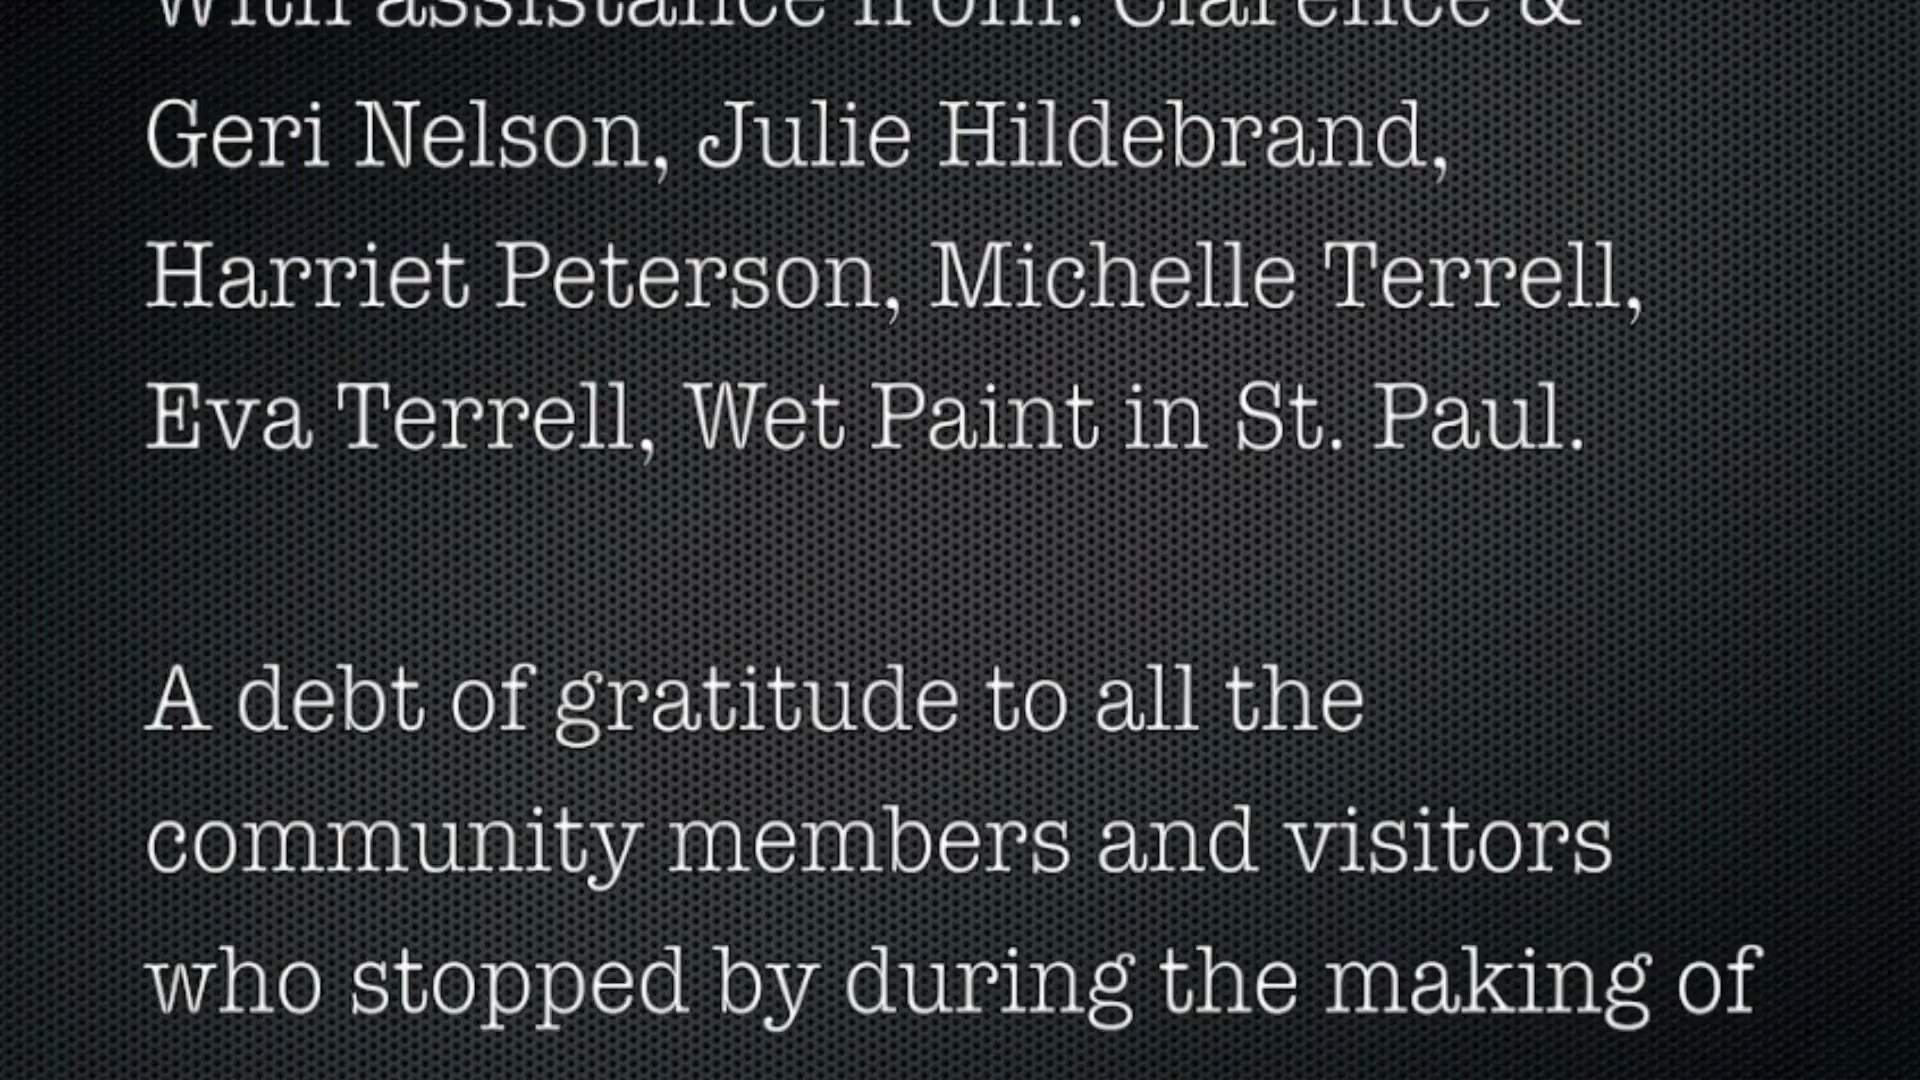 With assistance from: Clarence &
Geri Nelson, Julie Hildebrand,
Harriet Peterson, Michelle Terrell,
Eva Terrell, Wet Paint in St. Paul.
A debt of gratitude to all the
community members and visitors
who stopped by during the making of